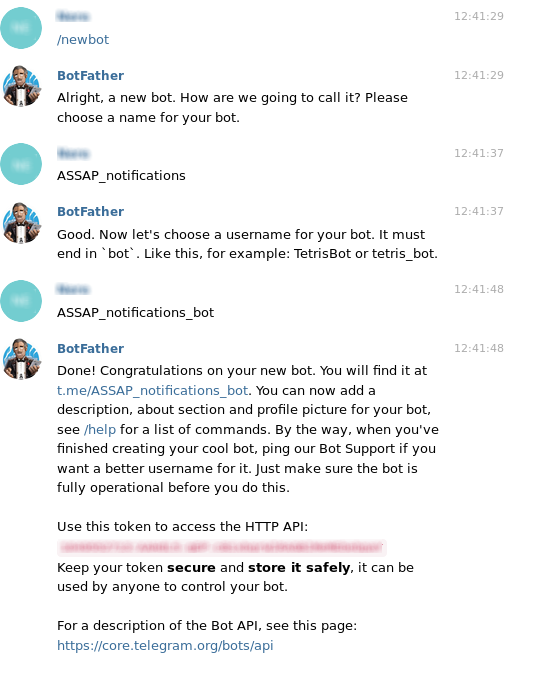 12:41:29
/newbot
BotFather 12:41:29
Alright, a new bot. How are we going to call it? Please
choose a name for your bot.
12:41:37
ASSAP_notifications
BotFather 12:41:37
Good. Now let's choose a username for your bot. It must
end in `bot`. Like this, for example: TetrisBot or tetris_bot.
12:41:48
ASSAP_notifications_bot
BotFather 12:41:48
Done! Congratulations on your new bot. You will find it at
t.me/ASSAP_notifications_bot. You can now add a
description, about section and profile picture for your bot,
see /help for a list of commands. By the way, when you've
finished creating your cool bot, ping our Bot Support if you
want a better username for it. Just make sure the bot is
fully operational before you do this.
Use this token to access the HTTP API:
Keep your token secure and store it safely, it can be
used by anyone to control your bot.
For a description of the Bot API, see this page:
https://core.telegram.org/bots/api